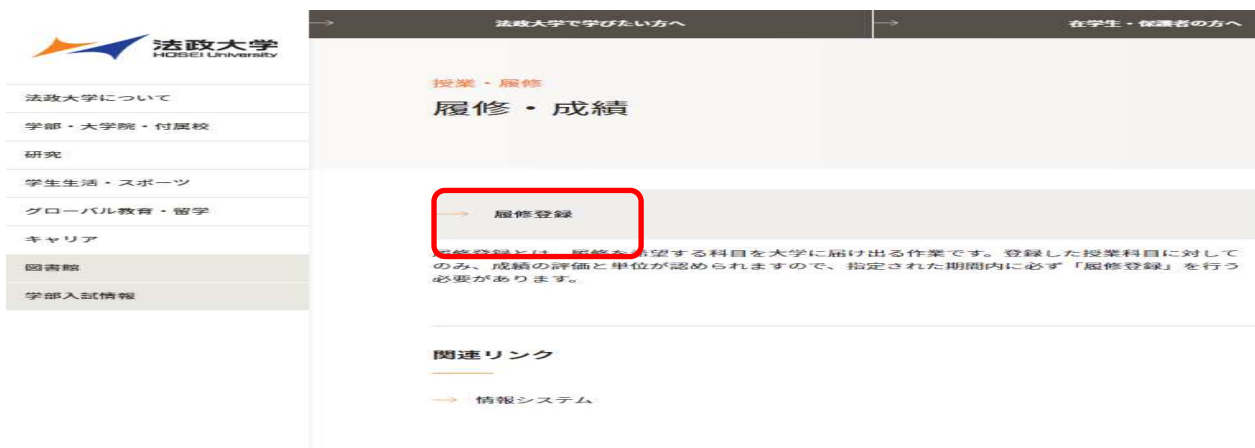 法政大学で学びたい方へ
在学生・保護者の方へ
法政大学
HOSEI University
法政大学について
学部・大学院・付属校
研究
学生生活・スポーツ
グローバル教育・留学
キャリア
図書館
学部入試情報
授業・履修
履修・成績
履修登録
履修登録とは、履修を希望する科目を大学に届け出る作業です。登録した授業科目に対して
のみ、成績の評価と単位が認められますので、指定された期間内に必ず「履修登録」を行う
必要があります。
関連リンク
情報システム